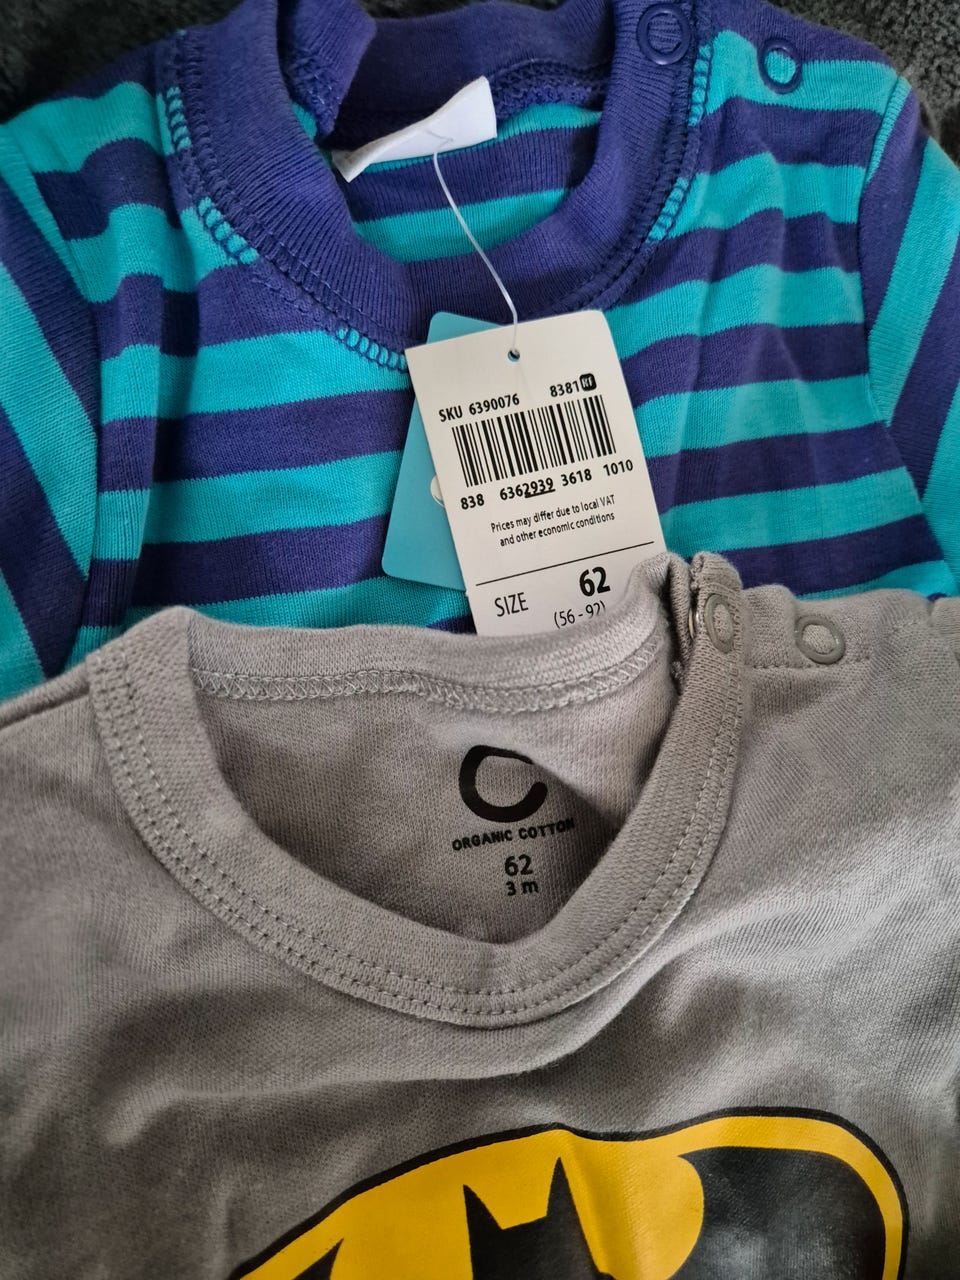 SKU 6390076 8381 KF
838 6362939 3618 1010
Prices may differ due to local VAT
and other economic conditions
SIZE 62
(56-92)
ORGANIC COTTON
62
3 m